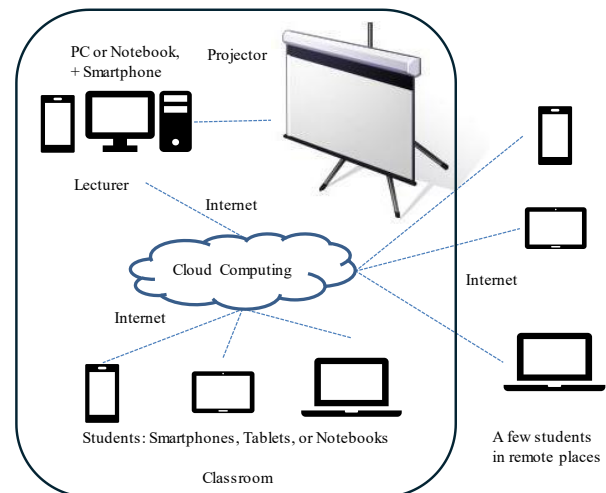 PC or Notebook,
+ Smartphone
Projector
Lecturer
Internet
Cloud Computing
Internet
Internet
Students: Smartphones, Tablets, or Notebooks
A few students
in remote places
Classroom